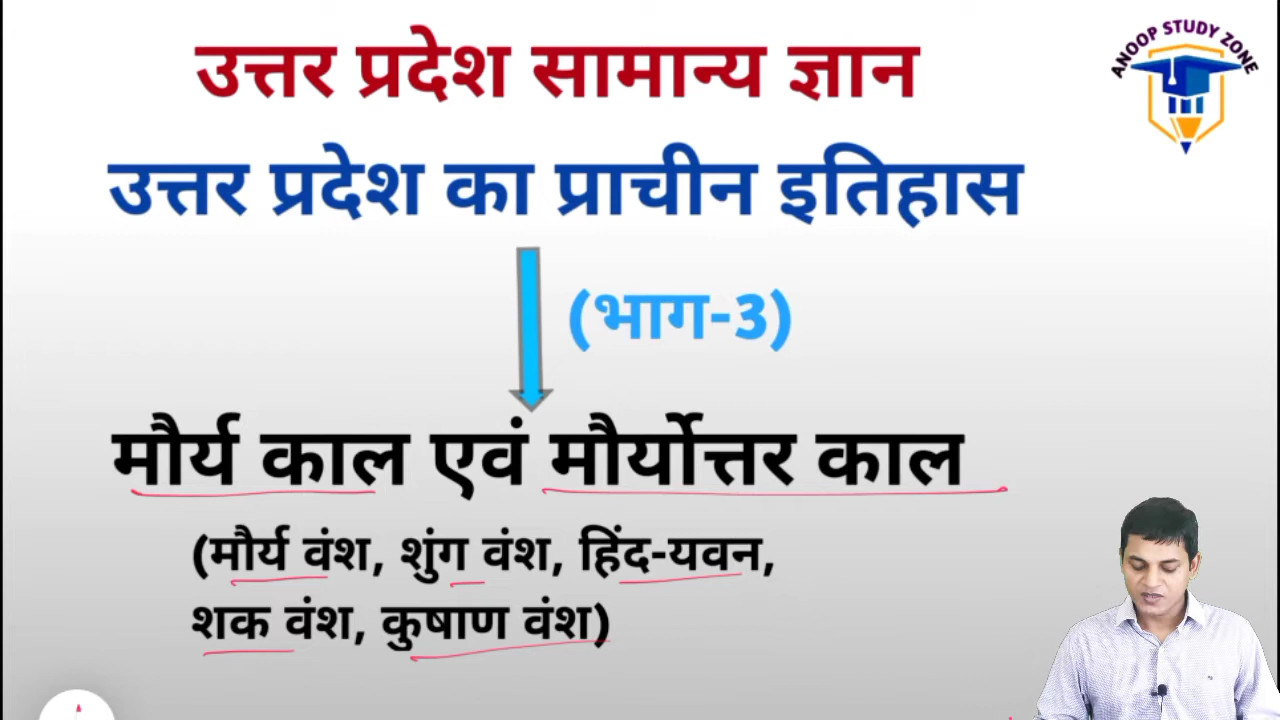 उत्तर प्रदेश सामान्य ज्ञान
ANOOP STUDY ZONE
उत्तर प्रदेश का प्राचीन इतिहास
(भाग-3)
मौर्य काल एवं मौर्योत्तर काल
(मौर्य वंश, शुंग वंश, हिंद-यवन,
शक वंश, कुषाण वंश)